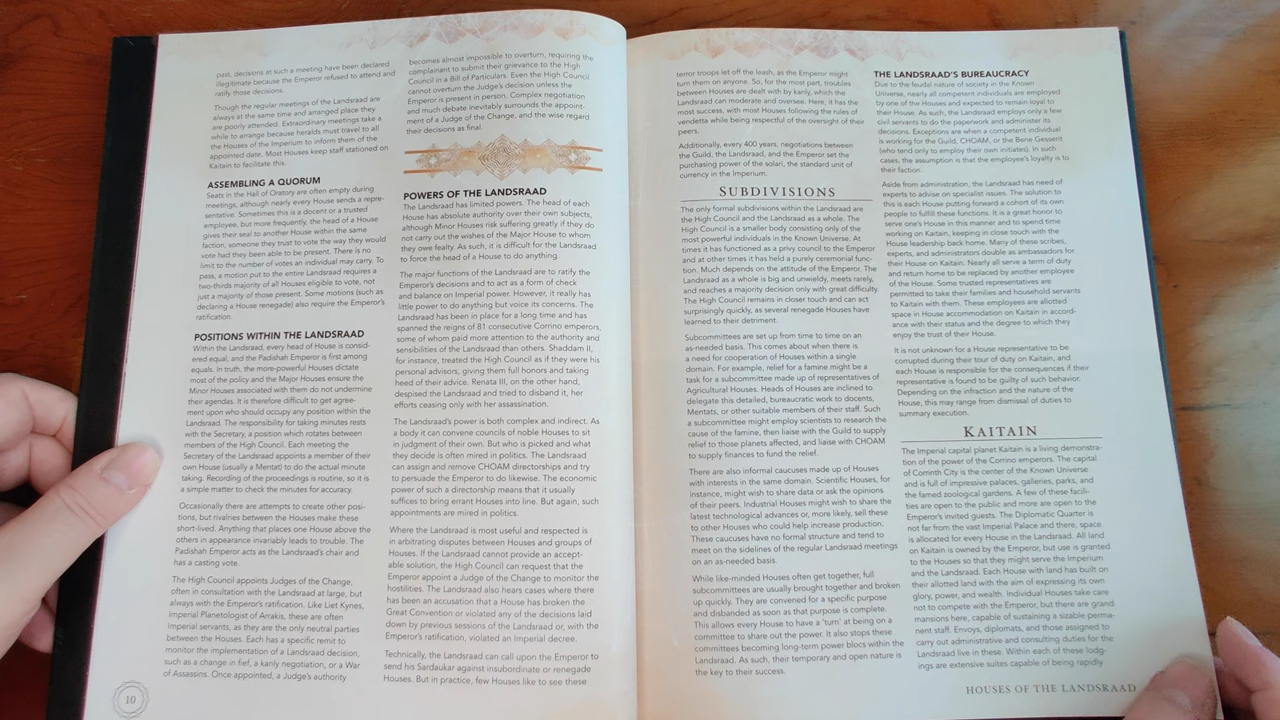 past, decisions at such a meeting have been declared
illegitimate because the Emperor refused to attend and
ratify those decisions.
Though the regular meetings of the Landsraad are
always at the same time and arranged place they
are poorly attended. Extraordinary meetings take a
while to arrange because heralds must travel to all
the Houses of the Imperium to inform them of the
appointed date. Most Houses keep staff stationed on
Kaitain to facilitate this.
ASSEMBLING A QUORUM
Seats in the Hall of Oratory are often empty during
meetings, although nearly every House sends a repre-
sentative. Sometimes this is a docent or a trusted
employee, but more frequently, the head of a House
gives their seal to another House within the same
faction, someone they trust to vote the way they would
vote had they been able to be present. There is no
limit to the number of votes an individual may carry. To
pass, a motion put to the entire Landsraad requires a
two-thirds majority of all Houses eligible to vote, not
just a majority of those present. Some motions (such as
declaring a House renegade) also require the Emperor's
ratification.
POSITIONS WITHIN THE LANDSRAAD
Within the Landsraad, every head of House is consid-
ered equal, and the Padishah Emperor is first among
equals. In truth, the more-powerful Houses dictate
most of the policy and the Major Houses ensure the
Minor Houses associated with them do not undermine
their agendas. It is therefore difficult to get agree-
ment upon who should occupy any position within the
Landsraad. The responsibility for taking minutes rests
with the Secretary, a position which rotates between
members of the High Council. Each meeting the
Secretary of the Landsraad appoints a member of their
own House (usually a Mentat) to do the actual minute
taking. Recording of the proceedings is routine, so it is
a simple matter to check the minutes for accuracy.
Occasionally there are attempts to create other posi-
tions, but rivalries between the Houses make these
short-lived. Anything that places one House above the
others in appearance invariably leads to trouble. The
Padishah Emperor acts as the Landsraad's chair and
has a casting vote.
The High Council appoints Judges of the Change,
often in consultation with the Landsraad at large, but
always with the Emperor's ratification. Like Liet Kynes,
Imperial Planetologist of Arrakis, these are often
Imperial servants, as they are the only neutral parties
between the Houses. Each has a specific remit to
monitor the implementation of a Landsraad decision,
such as a change in fief, a kanly negotiation, or a War
of Assassins. Once appointed, a Judge's authority
10
becomes almost impossible to overturn, requiring the
complainant to submit their grievance to the High
Council in a Bill of Particulars. Even the High Council
cannot overturn the Judge's decision unless the
Emperor is present in person. Complex negotiation
and much debate inevitably surrounds the appoint-
ment of a Judge of the Change, and the wise regard
their decisions as final.
POWERS OF THE LANDSRAAD
The Landsraad has limited powers. The head of each
House has absolute authority over their own subjects,
although Minor Houses risk suffering greatly if they do
not carry out the wishes of the Major House to whom
they owe fealty. As such, it is difficult for the Landsraad
to force the head of a House to do anything.
The major functions of the Landsraad are to ratify the
Emperor's decisions and to act as a form of check
and balance on Imperial power. However, it really has
little power to do anything but voice its concerns. The
Landsraad has been in place for a long time and has
spanned the reigns of 81 consecutive Corrino emperors,
some of whom paid more attention to the authority and
sensibilities of the Landsraad than others. Shaddam II,
for instance, treated the High Council as if they were his
personal advisors, giving them full honors and taking
heed of their advice. Renata III, on the other hand,
despised the Landsraad and tried to disband it, her
efforts ceasing only with her assassination.
The Landsraad's power is both complex and indirect. As
a body it can convene councils of noble Houses to sit
in judgment of their own. But who is picked and what
they decide is often mired in politics. The Landsraad
can assign and remove CHOAM directorships and try
to persuade the Emperor to do likewise. The economic
power of such a directorship means that it usually
suffices to bring errant Houses into line. But again, such
appointments are mired in politics.
Where the Landsraad is most useful and respected is
in arbitrating disputes between Houses and groups of
Houses. If the Landsraad cannot provide an accept-
able solution, the High Council can request that the
Emperor appoint a Judge of the Change to monitor the
hostilities. The Landsraad also hears cases where there
has been an accusation that a House has broken the
Great Convention or violated any of the decisions laid
down by previous sessions of the Landsraad or, with the
Emperor's ratification, violated an Imperial decree.
Technically, the Landsraad can call upon the Emperor to
send his Sardaukar against insubordinate or renegade
Houses. But in practice, few Houses like to see these
terror troops let off the leash, as the Emperor might
turn them on anyone. So, for the most part, troubles
between Houses are dealt with by kanly, which the
Landsraad can moderate and oversee. Here, it has the
most success, with most Houses following the rules of
vendetta while being respectful of the oversight of their
peers.
Additionally, every 400 years, negotiations between
the Guild, the Landsraad, and the Emperor set the
purchasing power of the solari, the standard unit of
currency in the Imperium.
SUBDIVISIONS
The only formal subdivisions within the Landsraad are
the High Council and the Landsraad as a whole. The
High Council is a smaller body consisting only of the
most powerful individuals in the Known Universe. At
times it has functioned as a privy council to the Emperor
and at other times it has held a purely ceremonial func-
tion. Much depends on the attitude of the Emperor. The
Landsraad as a whole is big and unwieldy, meets rarely,
and reaches a majority decision only with great difficulty.
The High Council remains in closer touch and can act
surprisingly quickly, as several renegade Houses have
learned to their detriment.
Subcommittees are set up from time to time on an
as-needed basis. This comes about when there is
a need for cooperation of Houses within a single
domain. For example, relief for a famine might be a
task for a subcommittee made up of representatives of
Agricultural Houses. Heads of Houses are inclined to
delegate this detailed, bureaucratic work to docents,
Mentats, or other suitable members of their staff. Such
a subcommittee might employ scientists to research the
cause of the famine, then liaise with the Guild to supply
relief to those planets affected, and liaise with CHOAM
to supply finances to fund the relief.
There are also informal caucuses made up of Houses
with interests in the same domain. Scientific Houses, for
instance, might wish to share data or ask the opinions
of their peers. Industrial Houses might wish to share the
latest technological advances or, more likely, sell these
to other Houses who could help increase production.
These caucuses have no formal structure and tend to
meet on the sidelines of the regular Landsraad meetings
on an as-needed basis.
While like-minded Houses often get together, full
subcommittees are usually brought together and broken
up quickly. They are convened for a specific purpose
and disbanded as soon as that purpose is complete.
This allows every House to have a 'turn' at being on a
committee to share out the power. It also stops these
committees becoming long-term power blocs within the
Landsraad. As such, their temporary and open nature is
the key to their success.
THE LANDSRAAD'S BUREAUCRACY
Due to the feudal nature of society in the Known
Universe, nearly all competent individuals are employed
by one of the Houses and expected to remain loyal to
their House. As such, the Landsraad employs only a few
civil servants to do the paperwork and administer its
decisions. Exceptions are when a competent individual
is working for the Guild, CHOAM, or the Bene Gesserit
(who tend only to employ their own initiates). In such
cases, the assumption is that the employee's loyalty is to
their faction.
Aside from administration, the Landsraad has need of
experts to advise on specialist issues. The solution to
this is each House putting forward a cohort of its own
people to fulfill these functions. It is a great honor to
serve one's House in this manner and to spend time
working on Kaitain, keeping in close touch with the
House leadership back home. Many of these scribes,
experts, and administrators double as ambassadors for
their House on Kaitain. Nearly all serve a term of duty
and return home to be replaced by another employee
of the House. Some trusted representatives are
permitted to take their families and household servants
to Kaitain with them. These employees are allotted
space in House accommodation on Kaitain in accord-
ance with their status and the degree to which they
enjoy the trust of their House.
It is not unknown for a House representative to be
corrupted during their tour of duty on Kaitain, and
each House is responsible for the consequences if their
representative is found to be guilty of such behavior.
Depending on the infraction and the nature of the
House, this may range from dismissal of duties to
summary execution.
KAITAIN
The Imperial capital planet Kaitain is a living demonstra-
tion of the power of the Corrino emperors. The capital
of Corrinth City is the center of the Known Universe
and is full of impressive palaces, galleries, parks, and
the famed zoological gardens. A few of these facili-
ties are open to the public and more are open to the
Emperor's invited guests. The Diplomatic Quarter is
not far from the vast Imperial Palace and there, space
is allocated for every House in the Landsraad. All land
on Kaitain is owned by the Emperor, but use is granted
to the Houses so that they might serve the Imperium
and the Landsraad. Each House with land has built on
their allotted land with the aim of expressing its own
glory, power, and wealth. Individual Houses take care
not to compete with the Emperor, but there are grand
mansions here, capable of sustaining a sizable perma-
nent staff. Envoys, diplomats, and those assigned to
carry out administrative and consulting duties for the
Landsraad live in these. Within each of these lodg-
ings are extensive suites capable of being rapidly
HOUSES OF THE LANDSRAAD